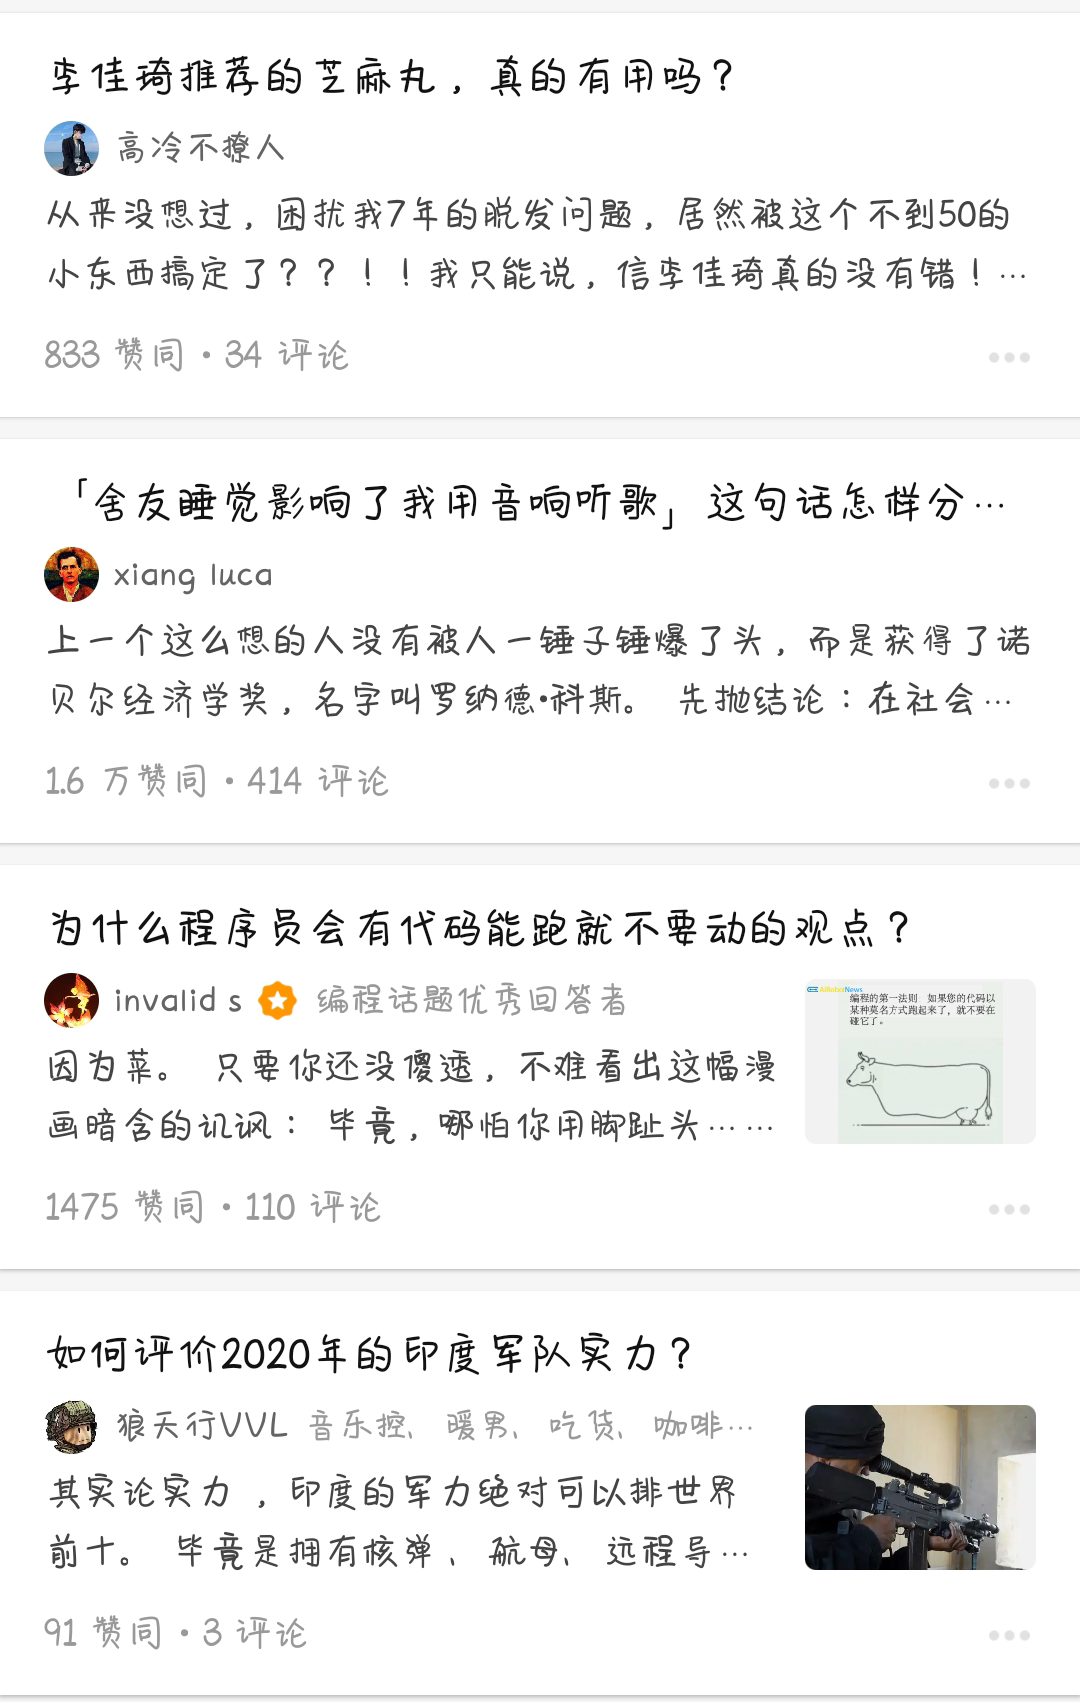 李佳琦推荐的芝麻丸，真的有用吗？
高冷不撩人
从来没想过，困扰我7年的脱发问题，居然被这个不到50的
小东西搞定了？？！！我只能说，信李佳琦真的没有错！…
833 赞同 · 34 评论
「舍友睡觉影响了我用音响听歌」这句话怎样分…
xiang luca
上一个这么想的人没有被人一锤子锤爆了头，而是获得了诺
贝尔经济学奖，名字叫罗纳德·科斯。 先抛结论：在社会…
1.6 万赞同 · 414 评论
为什么程序员会有代码能跑就不要动的观点？
invalid s 编程话题优秀回答者
因为菜。 只要你还没傻透，不难看出这幅漫
画暗含的讥讽： 毕竟，哪怕你用脚趾头……
AlRobotNews
编程的第一法则 如果您的代码以
某种莫名方式跑起来了，就不要在
碰它了。
1475 赞同 · 110 评论
如何评价2020年的印度军队实力？
狼天行VVL 音乐控、暖男、吃货、咖啡…
其实论实力 ，印度的军力绝对可以排世界
前十。 毕竟是拥有核弹、航母、远程导…
91 赞同 · 3 评论